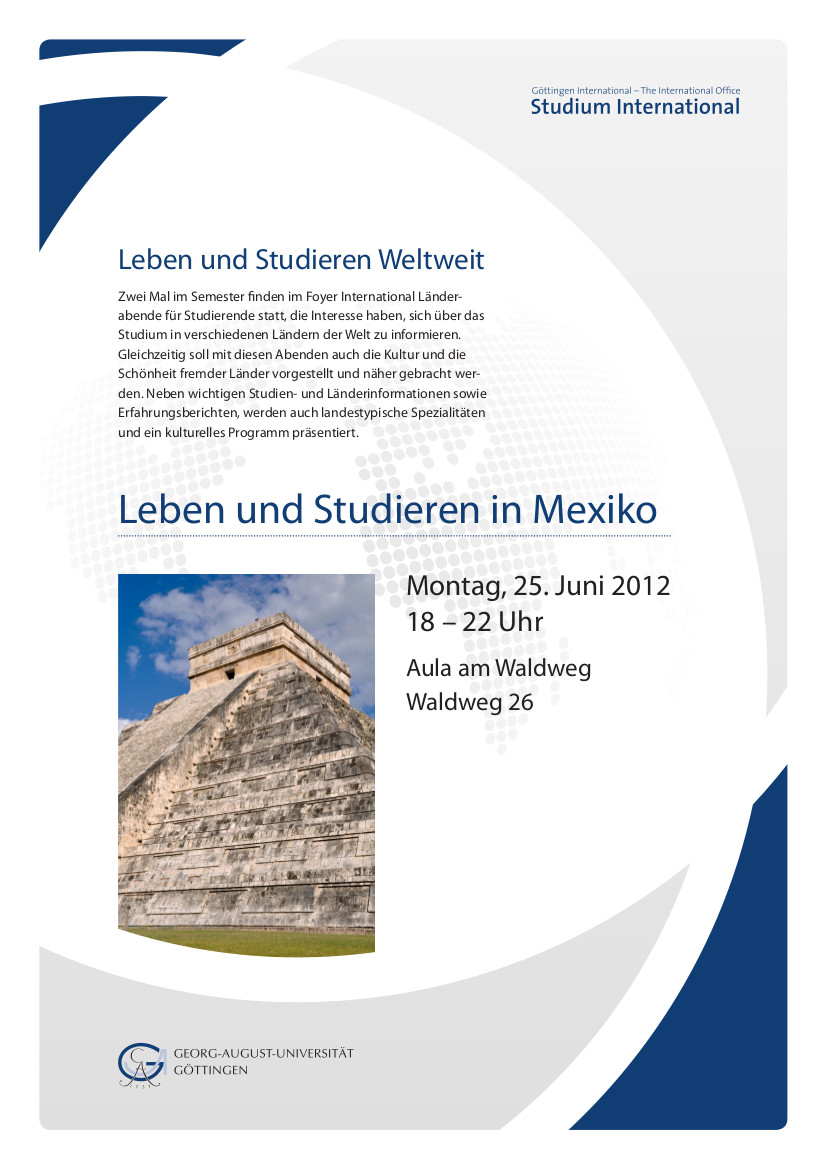 Göttingen International – The International Office
Studium International
Leben und Studieren Weltweit
Zwei Mal im Semester finden im Foyer International Länder-
abende für Studierende statt, die Interesse haben, sich über das
Studium in verschiedenen Ländern der Welt zu informieren.
Gleichzeitig soll mit diesen Abenden auch die Kultur und die
Schönheit fremder Länder vorgestellt und näher gebracht wer-
den. Neben wichtigen Studien- und Länderinformationen sowie
Erfahrungsberichten, werden auch landestypische Spezialitäten
und ein kulturelles Programm präsentiert.
Leben und Studieren in Mexiko
Montag, 25. Juni 2012
18 – 22 Uhr
Aula am Waldweg
Waldweg 26
GEORG-AUGUST-UNIVERSITÄT
GÖTTINGEN